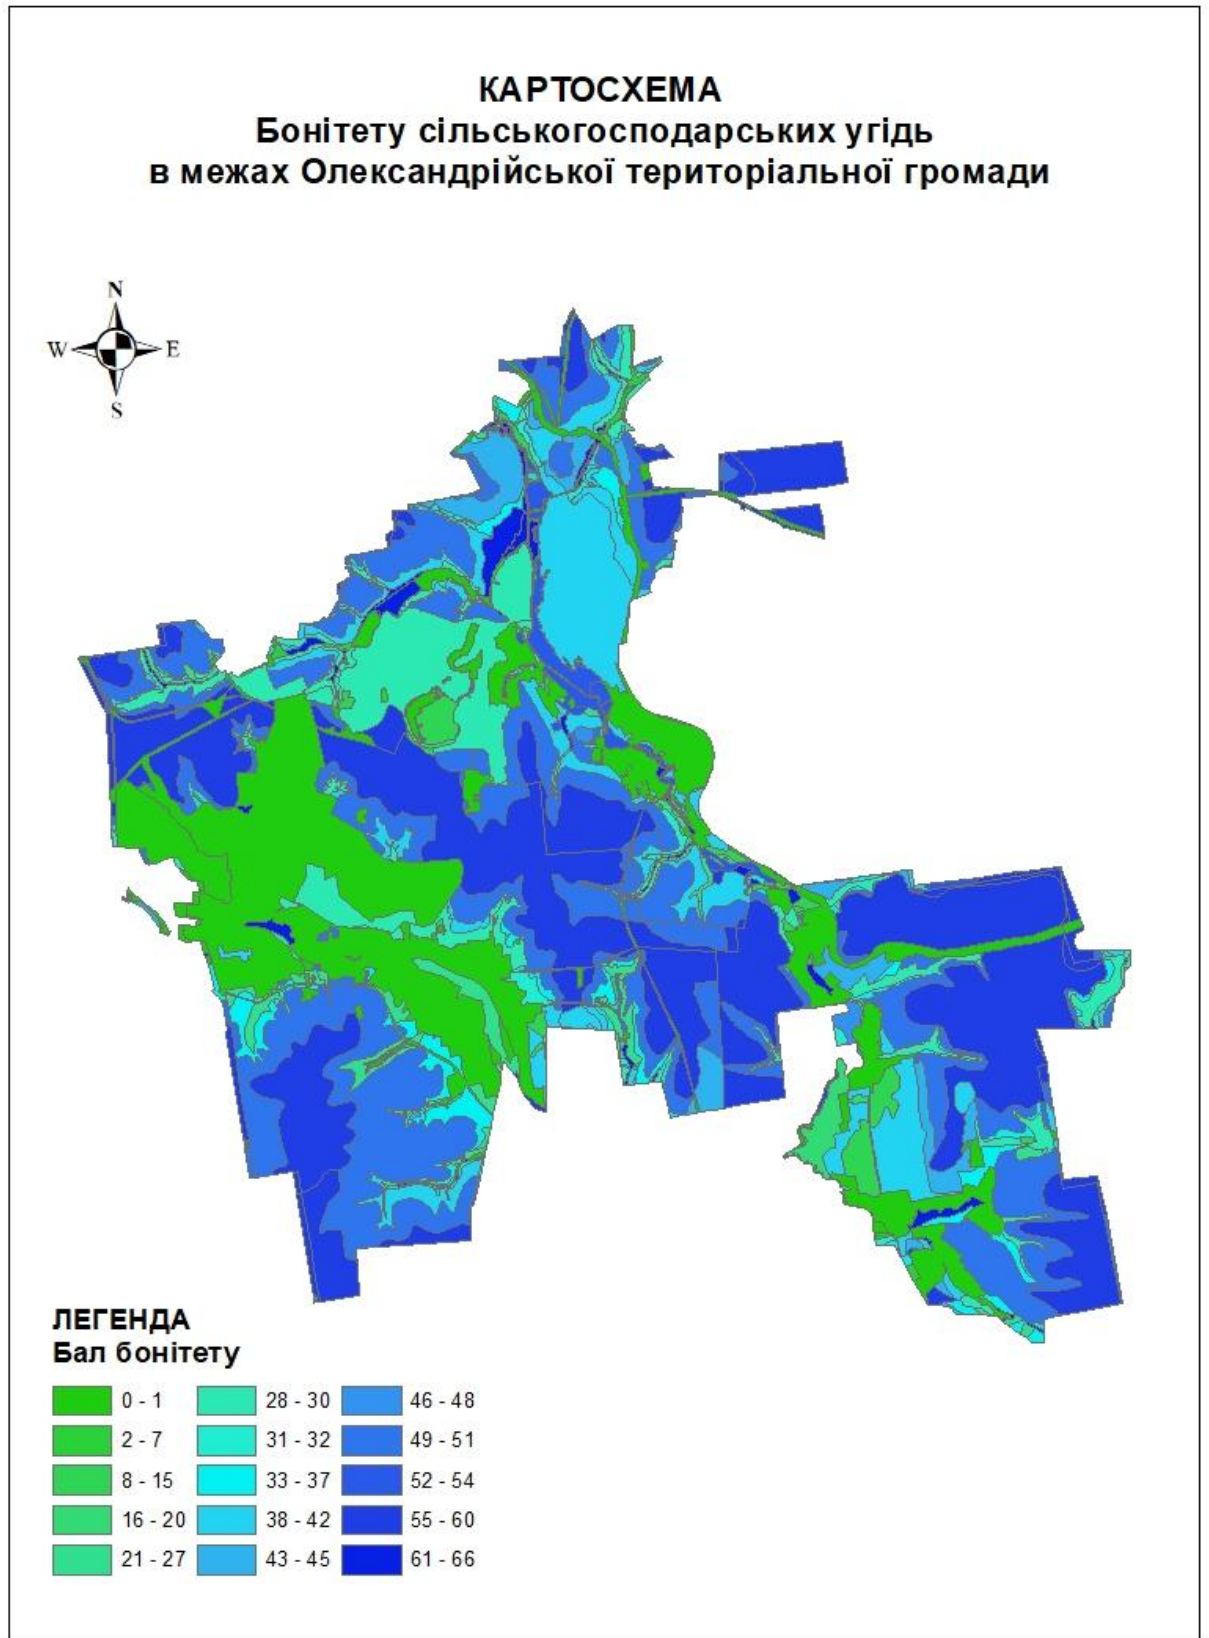 КАРТОСХЕМА
Бонітету сільськогосподарських угідь
в межах Олександрійської територіальної громади
N
W E
S
ЛЕГЕНДА
Бал бонітету
0 - 1 28 - 30 46 - 48
2 - 7 31 - 32 49 - 51
8 - 15 33 - 37 52 - 54
16 - 20 38 - 42 55 - 60
21 - 27 43 - 45 61 - 66